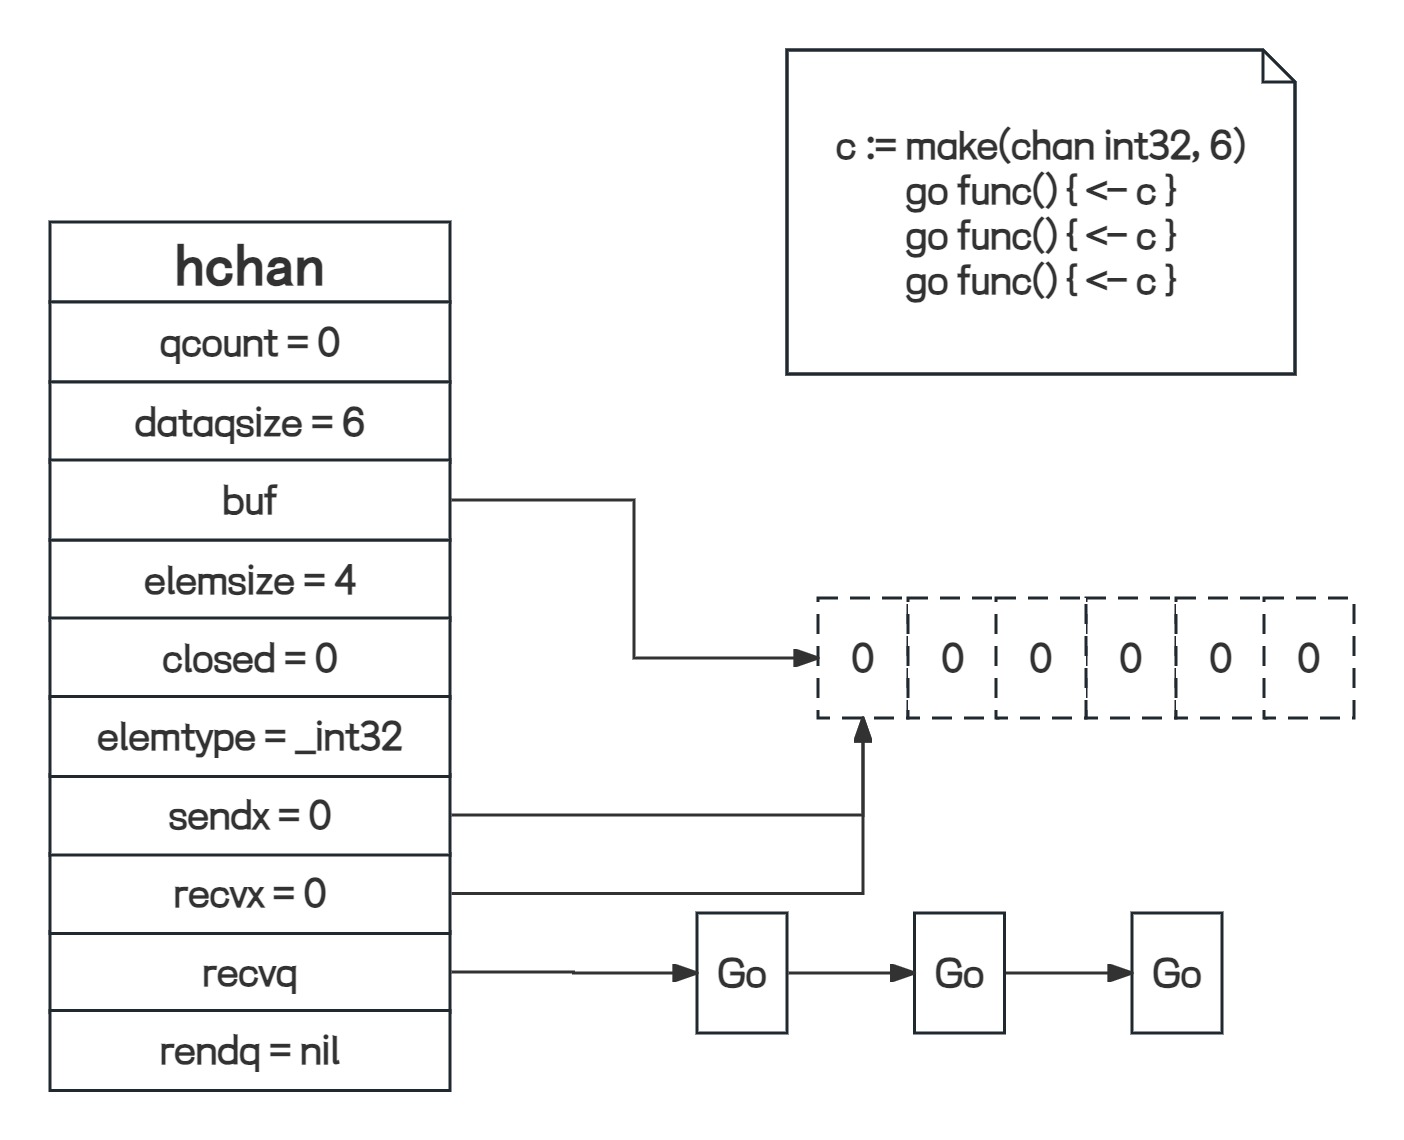 c := make(chan int32, 6)
go func() { <- c }
go func() { <- c }
go func() { <- c }
hchan
qcount = 0
dataqsize = 6
buf
elemsize = 4
closed = 0
elemtype = _int32
sendx = 0
recvx = 0
recvq
rendq = nil
0 0 0 0 0 0
Go Go Go